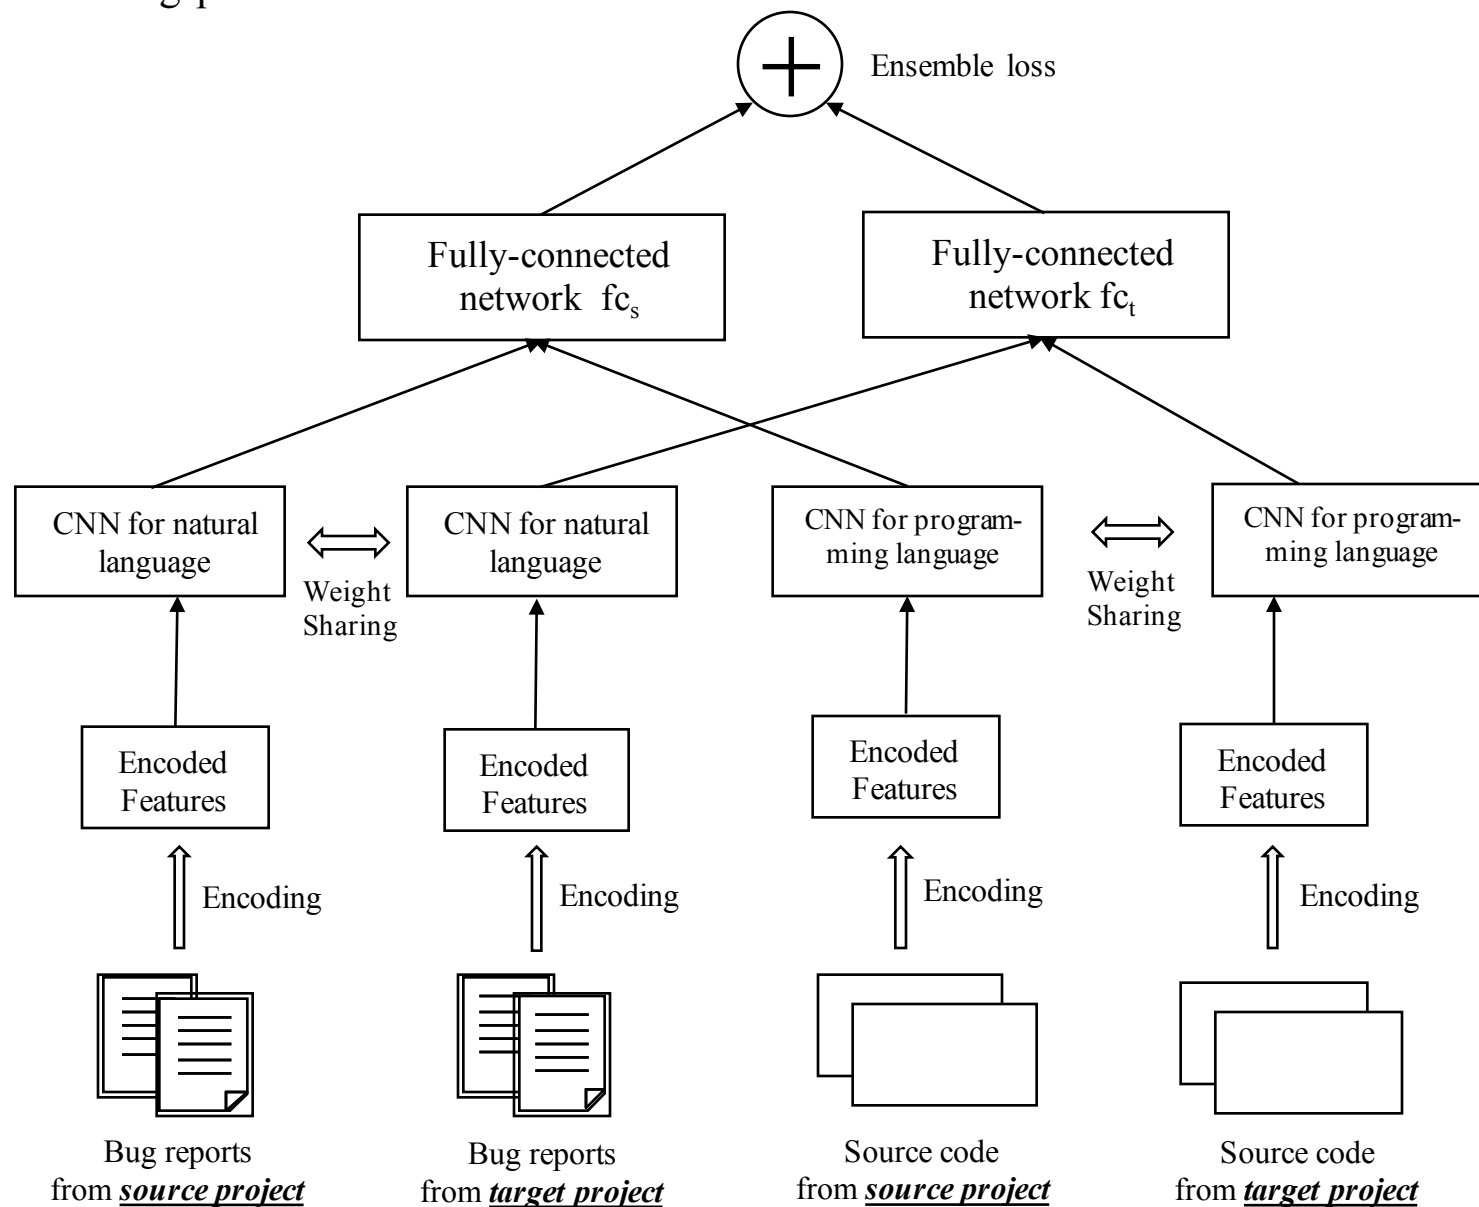 Ensemble loss
Fully-connected
network fcs
Fully-connected
network fct
CNN for natural
language
Weight
Sharing
CNN for natural
language
CNN for program-
ming language
Weight
Sharing
CNN for program-
ming language
Encoded
Features
Encoded
Features
Encoded
Features
Encoded
Features
Encoding
Encoding
Encoding
Encoding
Bug reports
from source project
Bug reports
from target project
Source code
from source project
Source code
from target project